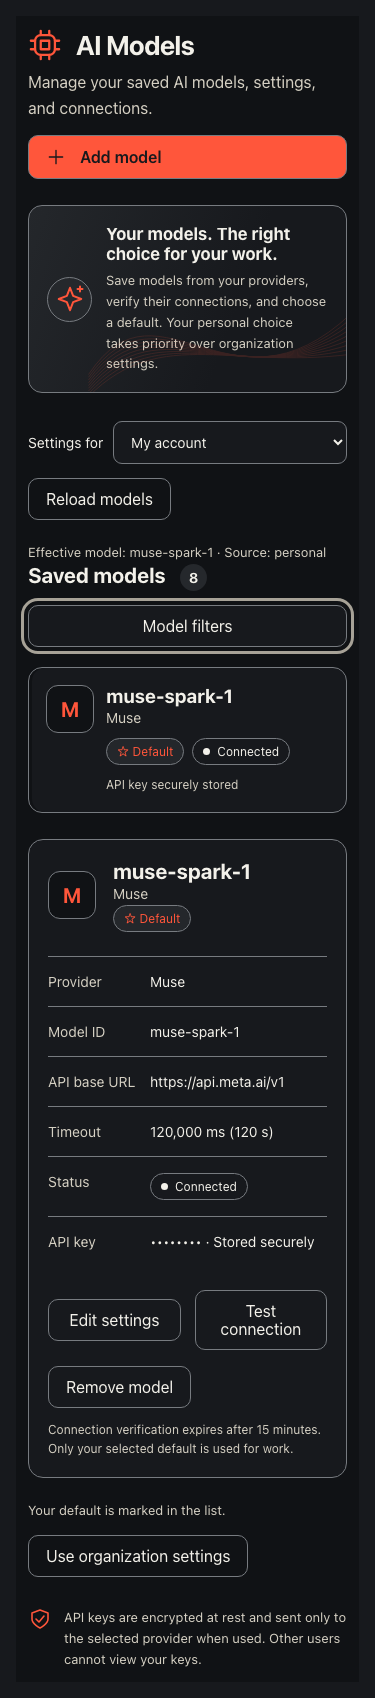 AI Models
Manage your saved AI models, settings,
and connections.
Add model
Your models. The right
choice for your work.
Save models from your providers,
verify their connections, and choose
a default. Your personal choice
takes priority over organization
settings.
Settings for My account
Reload models
Effective model: muse-spark-1 · Source: personal
Saved models 8
Model filters
M
muse-spark-1
Muse
Default Connected
API key securely stored
M
muse-spark-1
Muse
Default
Provider Muse
Model ID muse-spark-1
API base URL https://api.meta.ai/v1
Timeout 120,000 ms (120 s)
Status Connected
API key •••••••• · Stored securely
Edit settings
Test
connection
Remove model
Connection verification expires after 15 minutes.
Only your selected default is used for work.
Your default is marked in the list.
Use organization settings
API keys are encrypted at rest and sent only to
the selected provider when used. Other users
cannot view your keys.